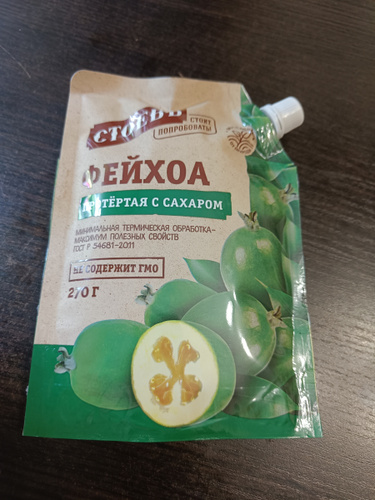 СТОЕВЪ
СТОИТ
ПОПРОБОВАТЬ!
ФЕЙХОА
ПРОТЁРТАЯ С САХАРОМ
МИНИМАЛЬНАЯ ТЕРМИЧЕСКАЯ ОБРАБОТКА-
МАКСИМУМ ПОЛЕЗНЫХ СВОЙСТВ
ГОСТ Р 54681-2011
НЕ СОДЕРЖИТ ГМО
270 Г